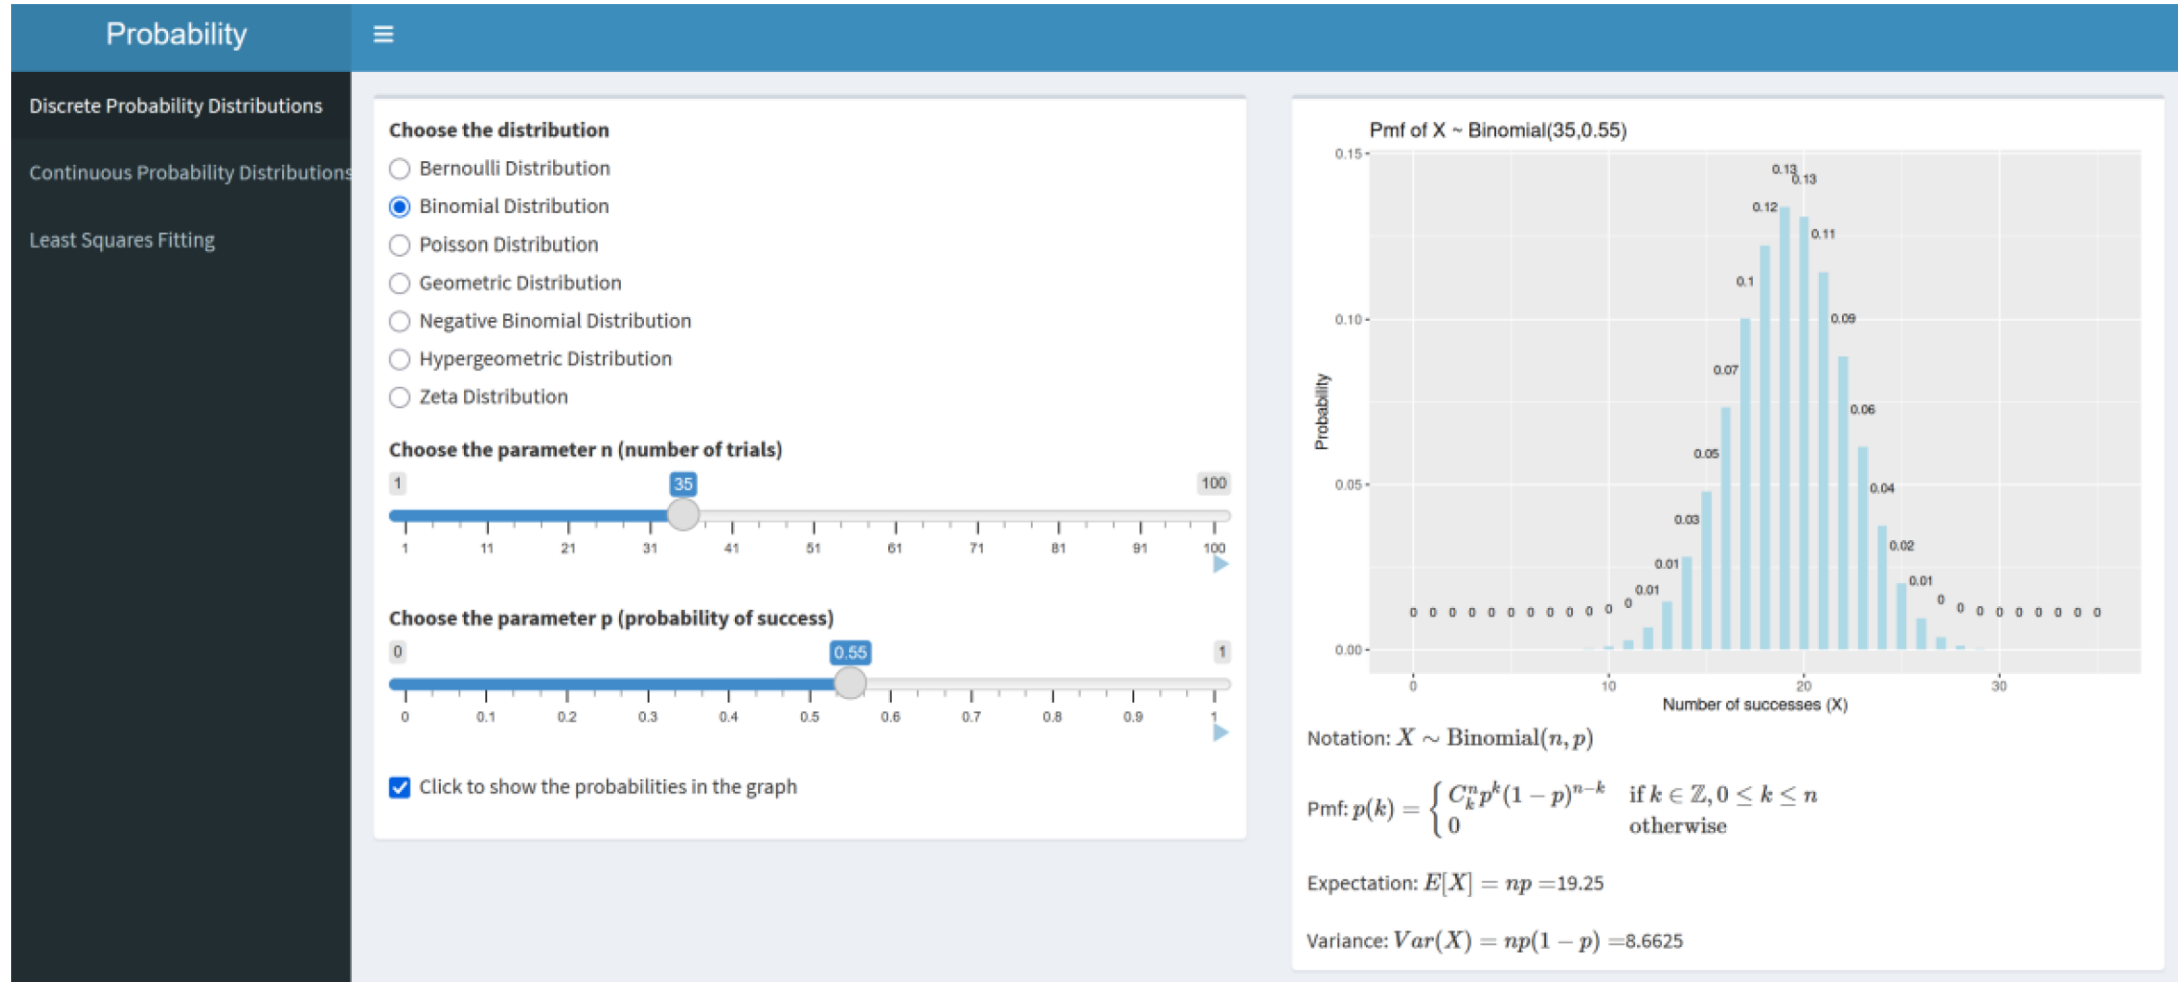 Probability
Discrete Probability Distributions
Continuous Probability Distributions
Least Squares Fitting
Choose the distribution
Bernoulli Distribution
Binomial Distribution
Poisson Distribution
Geometric Distribution
Negative Binomial Distribution
Hypergeometric Distribution
Zeta Distribution
Choose the parameter n (number of trials)
1 35 100
1 11 21 31 41 51 61 71 81 91 100
Choose the parameter p (probability of success)
0 0.55 1
0 0.1 0.2 0.3 0.4 0.5 0.6 0.7 0.8 0.9 1
Click to show the probabilities in the graph
Pmf of X ~ Binomial(35,0.55)
Probability
0.15
0.10
0.05
0.00
0 0 0 0 0 0 0 0 0 0 0 0 0.01 0.01 0.03 0.05 0.07 0.1 0.12 0.13 0.13 0.11 0.09 0.06 0.04 0.02 0.01 0 0 0 0 0 0 0 0 0
0 10 20 30
Number of successes (X)
Notation: X ∼ Binomial(n, p)
Pmf: p(k) = { C^n_k p^k (1 − p)^{n−k} if k ∈ ℤ, 0 ≤ k ≤ n
0 otherwise
Expectation: E[X] = np =19.25
Variance: Var(X) = np(1 − p) =8.6625